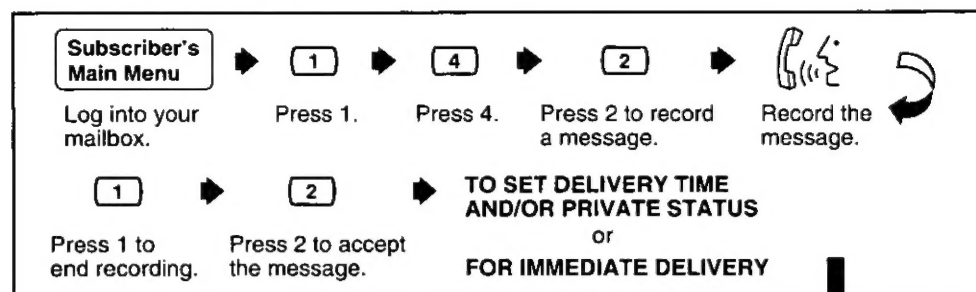 Subscriber's
Main Menu
1
4
2
Log into your
mailbox.
Press 1.
Press 4.
Press 2 to record
a message.
Record the
message.
1
2
TO SET DELIVERY TIME
AND/OR PRIVATE STATUS
or
FOR IMMEDIATE DELIVERY
Press 1 to
end recording.
Press 2 to accept
the message.